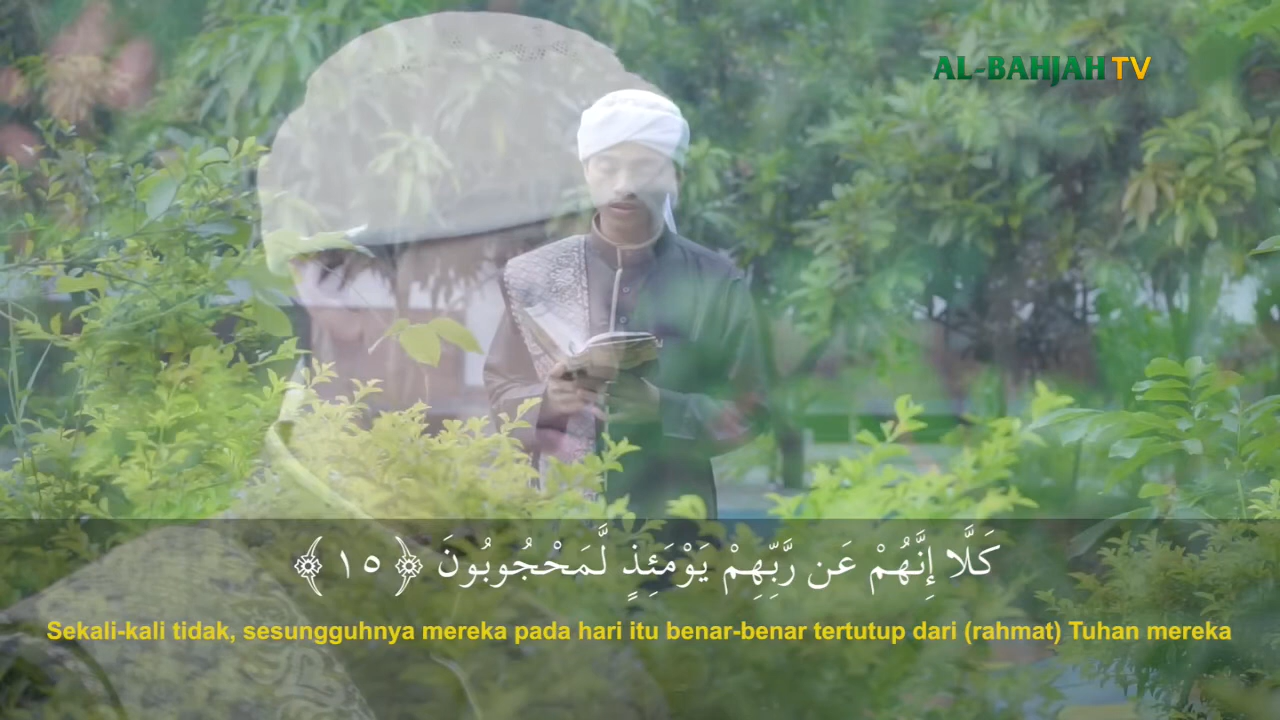 AL-BAHJAH TV
كَلَّا إِنَّهُمْ عَن رَّبِّهِمْ يَوْمَئِذٍ لَّمَحْجُوبُونَ ﴿١٥﴾
Sekali-kali tidak, sesungguhnya mereka pada hari itu benar-benar tertutup dari (rahmat) Tuhan mereka